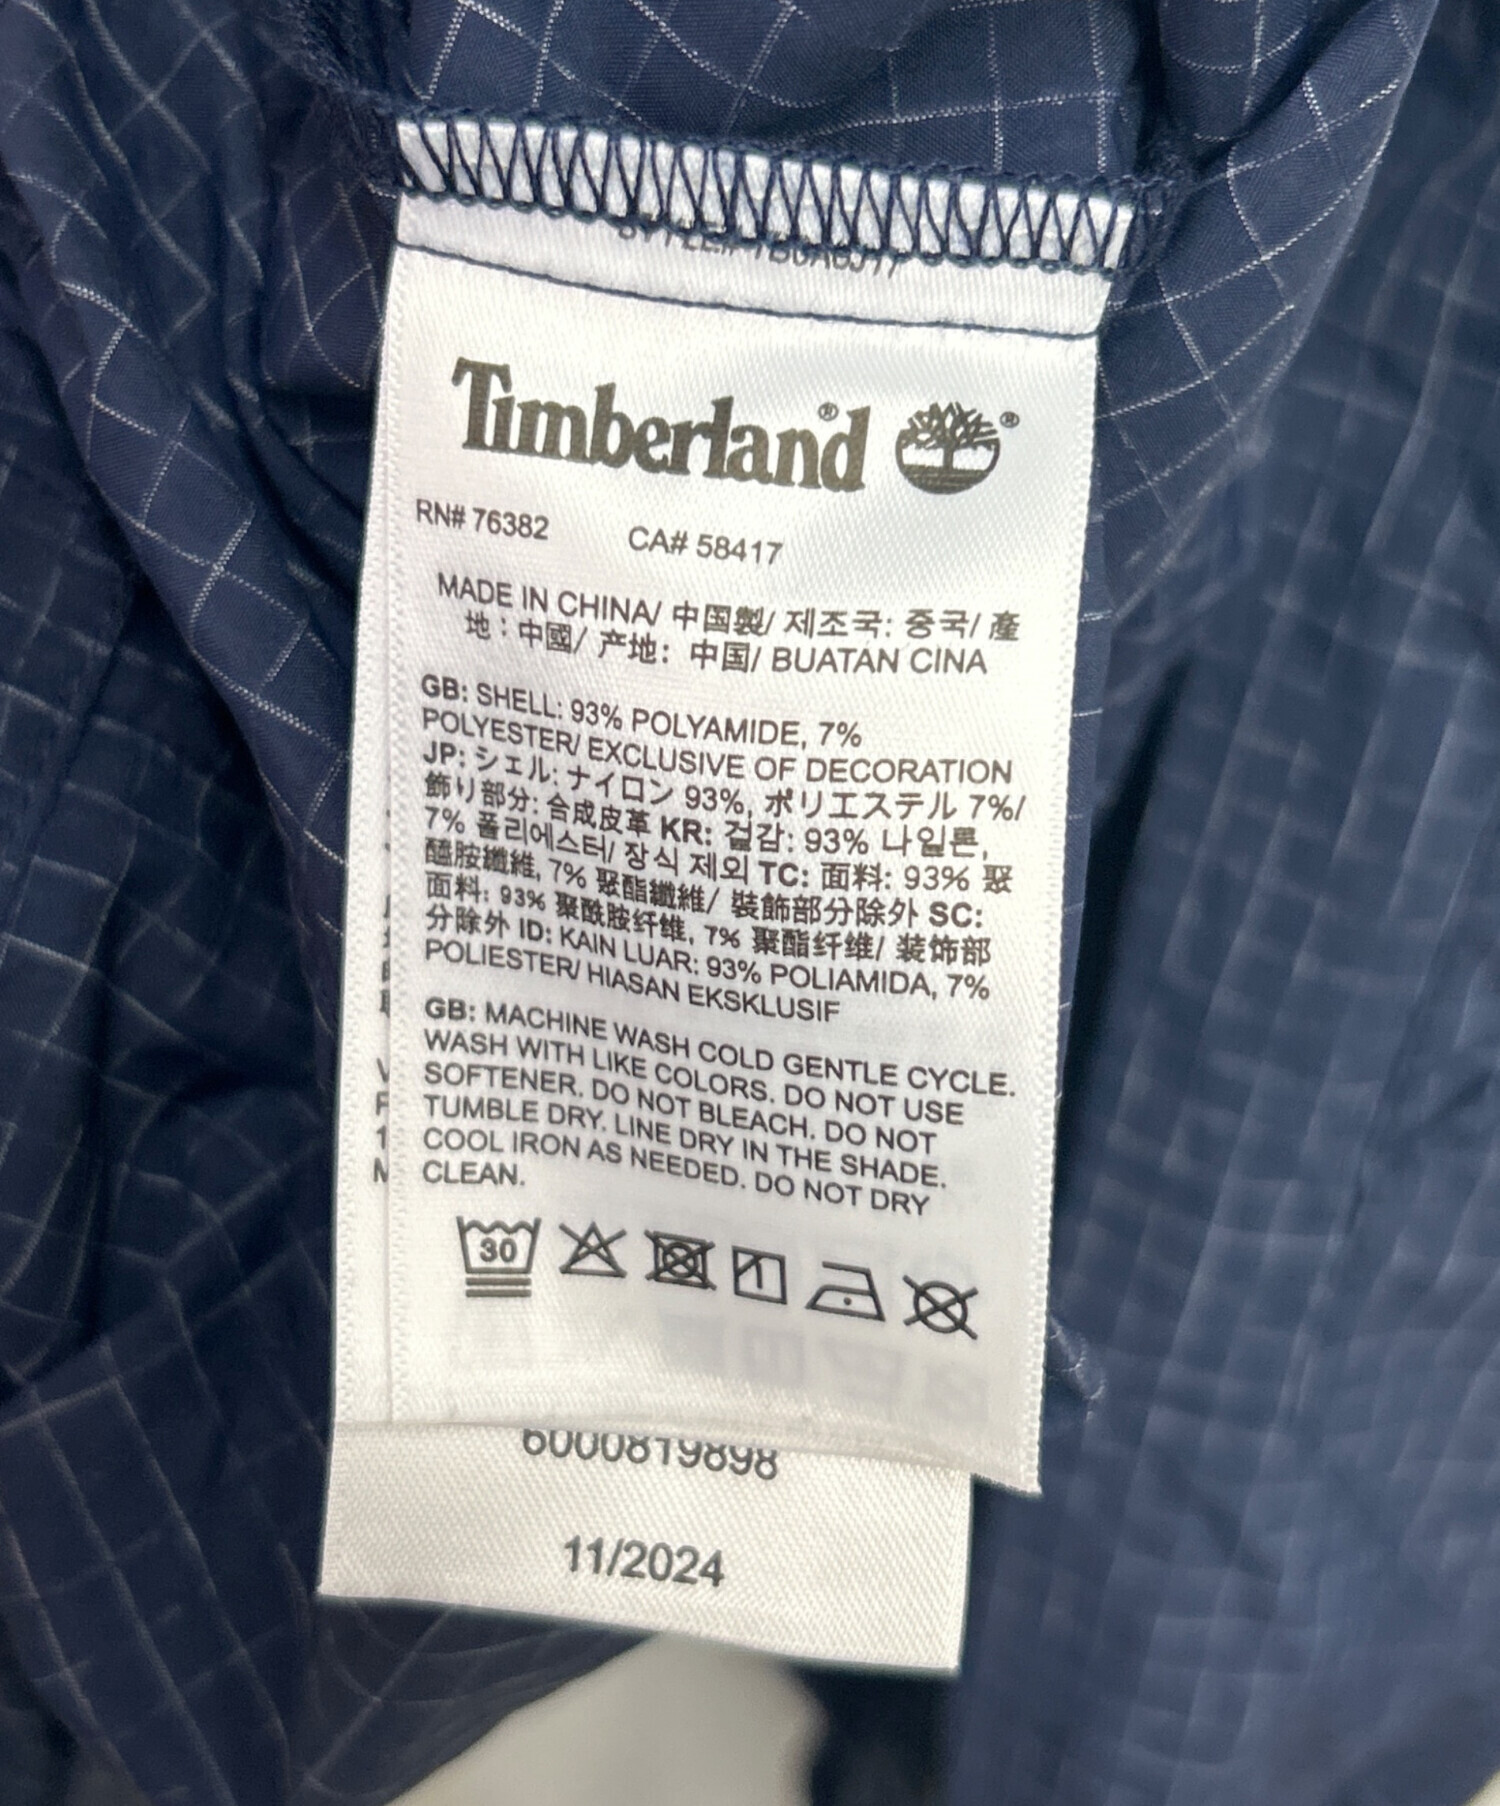 Timberland®
®
RN# 76382 CA# 58417
MADE IN CHINA/ 中国製/ 제조국: 중국/ 產
地：中國/ 产地：中国/ BUATAN CINA
GB: SHELL: 93% POLYAMIDE, 7%
POLYESTER/ EXCLUSIVE OF DECORATION
JP: シェル: ナイロン 93%, ポリエステル 7%/
飾り部分: 合成皮革 KR: 겉감: 93% 나일론,
7% 폴리에스터/ 장식 제외 TC: 面料: 93% 聚
醯胺纖維, 7% 聚酯纖維/ 裝飾部分除外 SC:
面料: 93% 聚酰胺纤维, 7% 聚酯纤维/ 装饰部
分除外 ID: KAIN LUAR: 93% POLIAMIDA, 7%
POLIESTER/ HIASAN EKSKLUSIF
GB: MACHINE WASH COLD GENTLE CYCLE.
WASH WITH LIKE COLORS. DO NOT USE
SOFTENER. DO NOT BLEACH. DO NOT
TUMBLE DRY. LINE DRY IN THE SHADE.
COOL IRON AS NEEDED. DO NOT DRY
CLEAN.
30
6000819898
11/2024